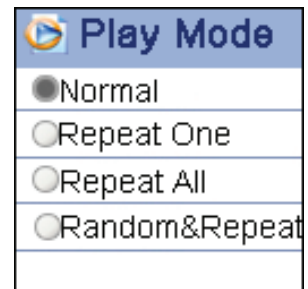 Play Mode
Normal
Repeat One
Repeat All
Random&Repeat